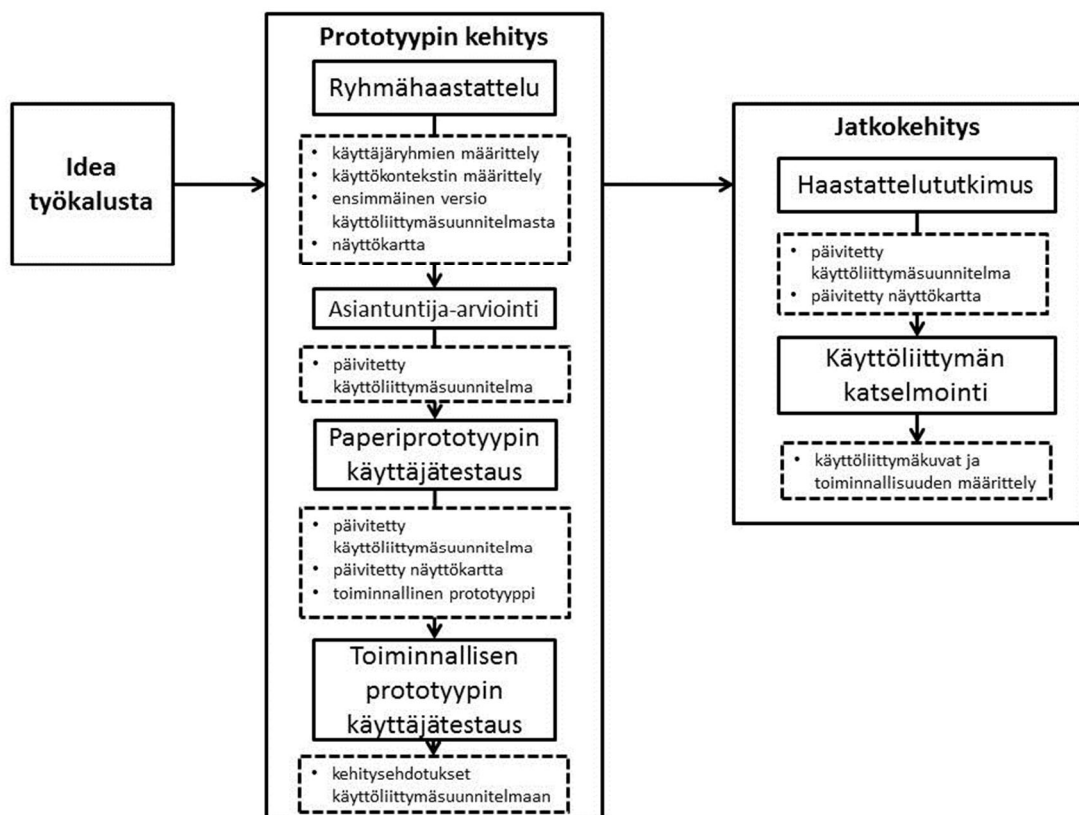 Idea
työkalusta
Prototyypin kehitys
Ryhmähaastattelu
• käyttäjäryhmien määrittely
• käyttökontekstin määrittely
• ensimmäinen versio
käyttöliittymäsuunnitelmasta
• näyttökartta
Asiantuntija-arviointi
• päivitetty
käyttöliittymäsuunnitelma
Paperiprototyypin
käyttäjätestaus
• päivitetty
käyttöliittymäsuunnitelma
• päivitetty näyttökartta
• toiminnallinen prototyyppi
Toiminnallisen
prototyypin
käyttäjätestaus
• kehitysehdotukset
käyttöliittymäsuunnitelmaan
Jatkokehitys
Haastattelututkimus
• päivitetty
käyttöliittymäsuunnitelma
• päivitetty näyttökartta
Käyttöliittymän
katselmointi
• käyttöliittymäkuvat ja
toiminnallisuuden määrittely